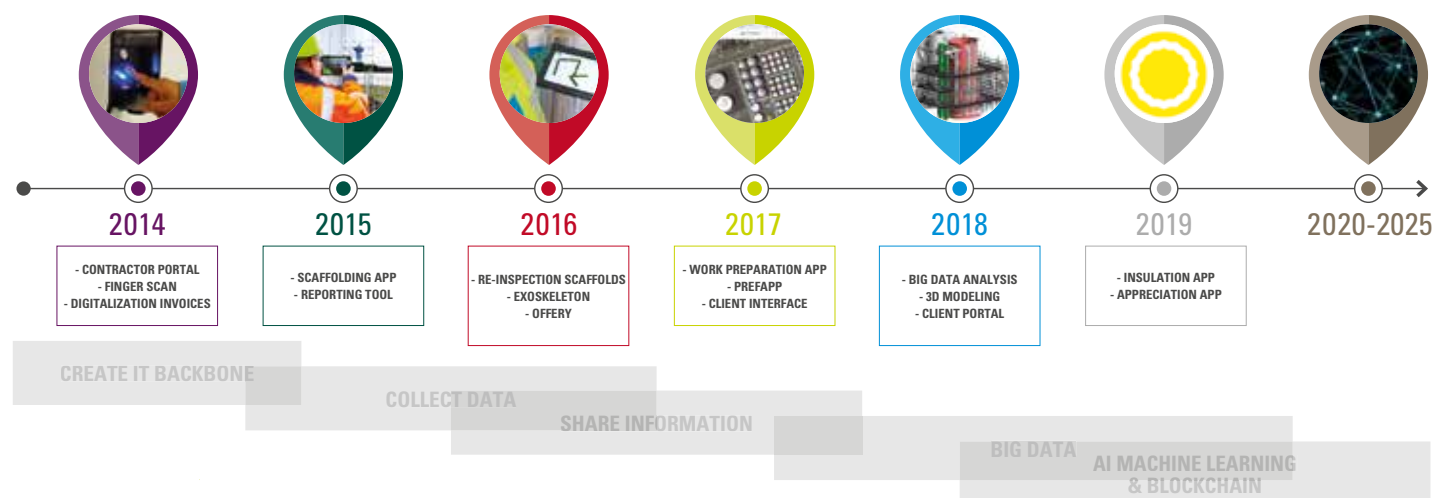 2014
2015
2016
2017
2018
2019
2020-2025
- CONTRACTOR PORTAL
- FINGER SCAN
- DIGITALIZATION INVOICES
- SCAFFOLDING APP
- REPORTING TOOL
- RE-INSPECTION SCAFFOLDS
- EXOSKELETON
- OFFERY
- WORK PREPARATION APP
- PREFAPP
- CLIENT INTERFACE
- BIG DATA ANALYSIS
- 3D MODELING
- CLIENT PORTAL
- INSULATION APP
- APPRECIATION APP
CREATE IT BACKBONE
COLLECT DATA
SHARE INFORMATION
BIG DATA
AI MACHINE LEARNING
& BLOCKCHAIN